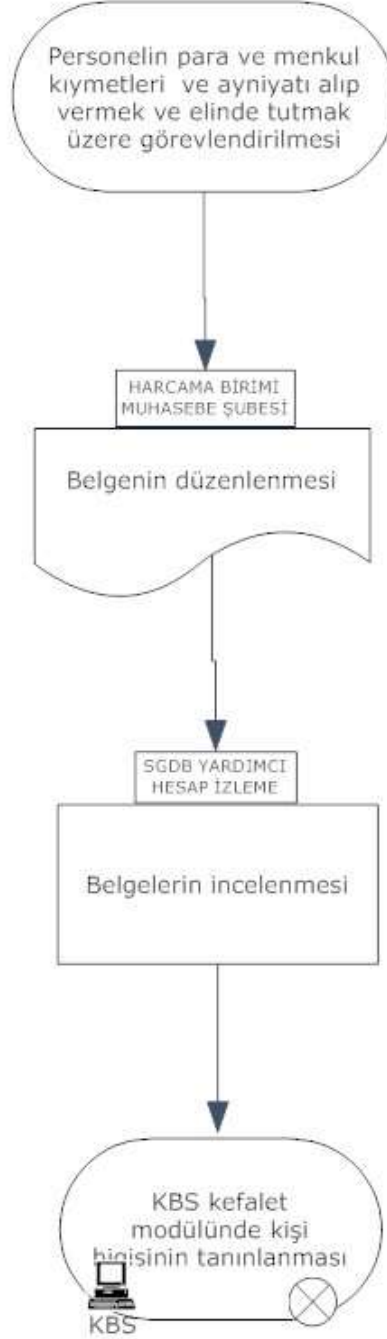 Personelin para ve menkul
kıymetleri ve ayniyatı alıp
vermek ve elinde tutmak
üzere görevlendirilmesi
HARCAMA BİRİMİ
MUHASEBE ŞUBESİ
Belgenin düzenlenmesi
SGDB YARDIMCI
HESAP İZLEME
Belgelerin incelenmesi
KBS kefalet
modülünde kişi
bigisinin tanınlanması
KBS